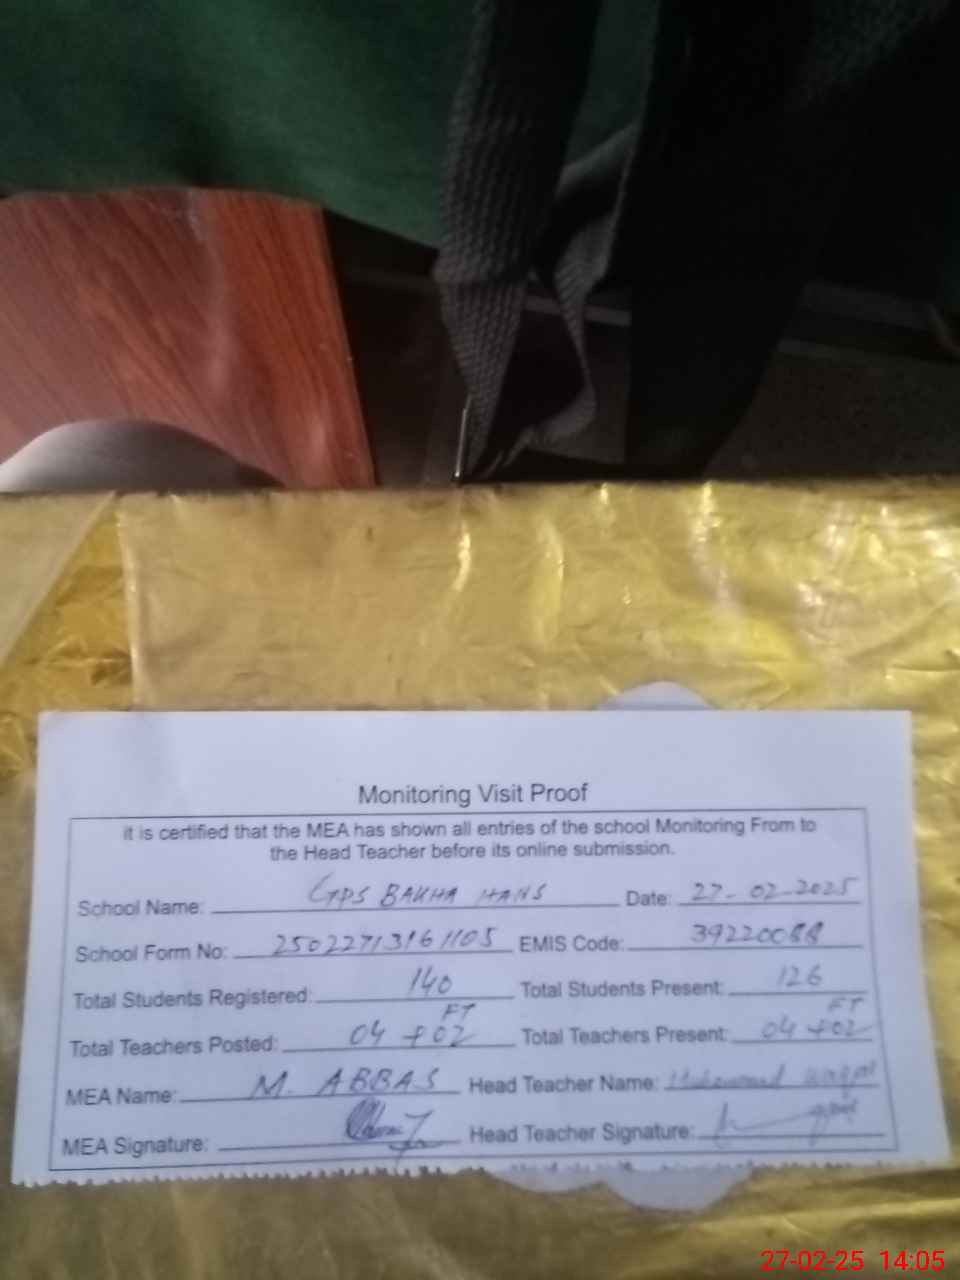 Monitoring Visit Proof
it is certified that the MEA has shown all entries of the school Monitoring From to
the Head Teacher before its online submission.
School Name: GPS BAKHA HANS Date: 27-02-2025
School Form No: 2502271316 1105 EMIS Code: 39220088
Total Students Registered: 140 Total Students Present: 126
FT FT
Total Teachers Posted: 04 +02 Total Teachers Present: 04 +02
MEA Name: M. ABBAS Head Teacher Name: Muhammad
MEA Signature: Head Teacher Signature:
27-02-25 14:05